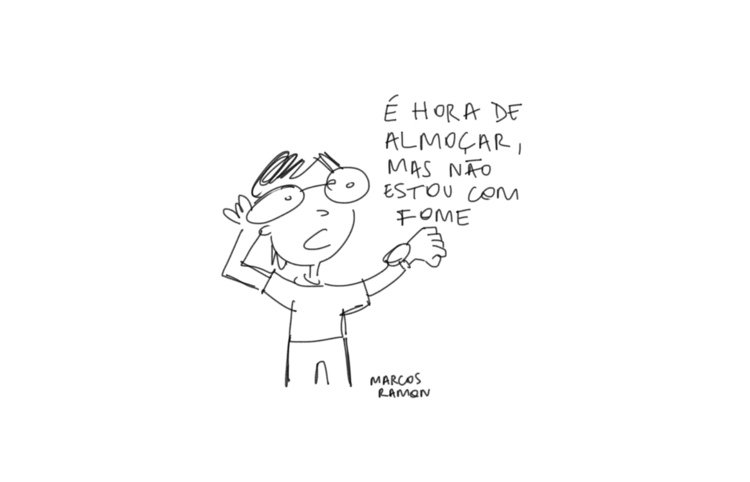 É HORA DE
ALMOÇAR,
MAS NÃO
ESTOU COM
FOME
MARCOS
RAMON